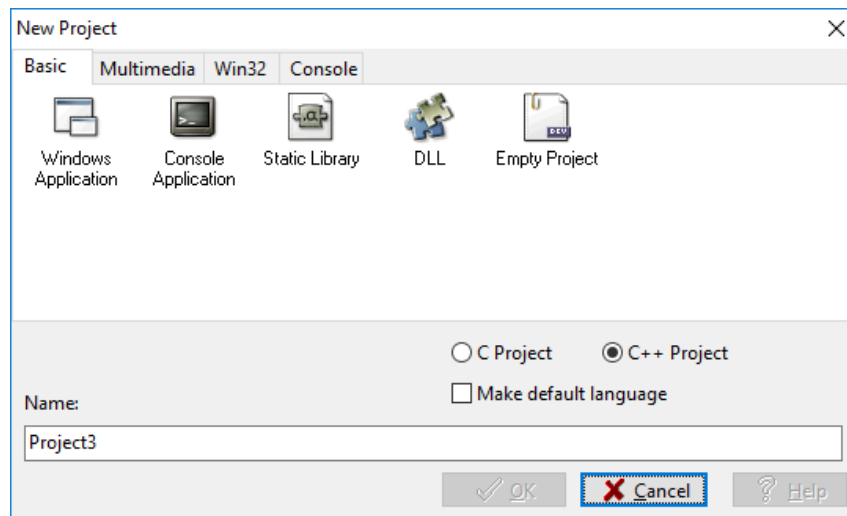 New Project
Basic Multimedia Win32 Console
Windows Application
Console Application
Static Library
DLL
DEV
Empty Project
C Project C++ Project
Make default language
Name:
Project3
OK Cancel Help